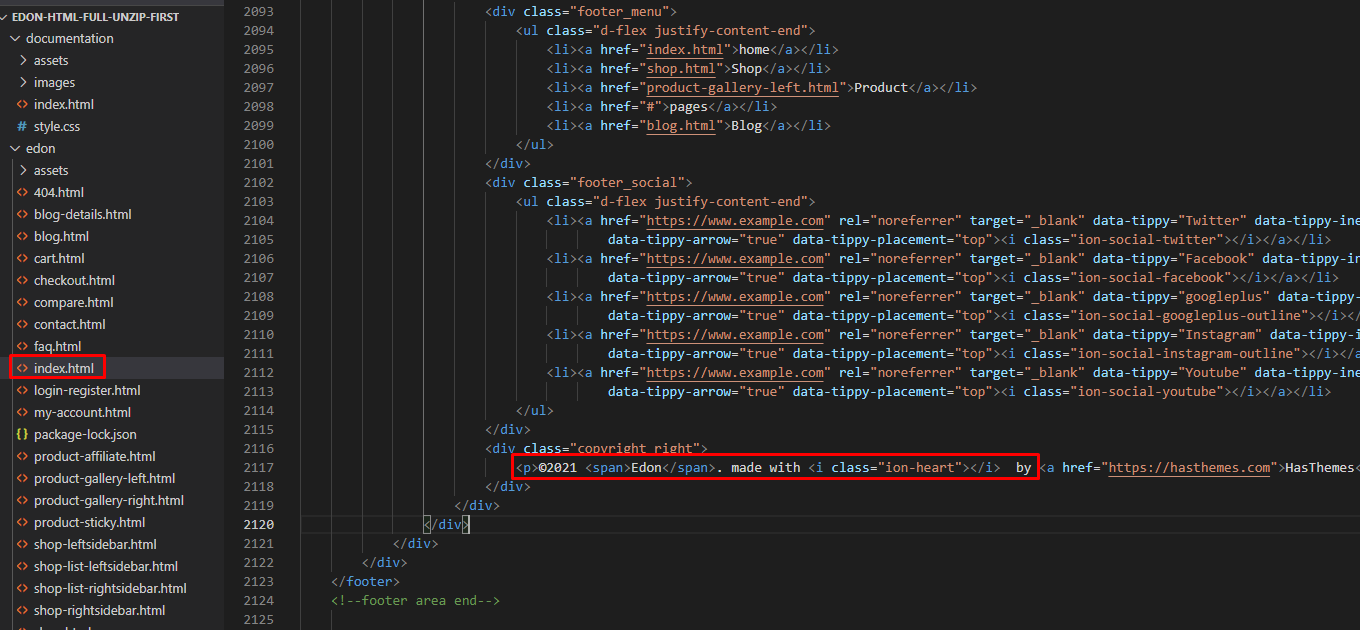 EDON-HTML-FULL-UNZIP-FIRST
documentation
assets
images
index.html
# style.css
edon
assets
404.html
blog-details.html
blog.html
cart.html
checkout.html
compare.html
contact.html
faq.html
index.html
login-register.html
my-account.html
{} package-lock.json
product-affiliate.html
product-gallery-left.html
product-gallery-right.html
product-sticky.html
shop-leftsidebar.html
shop-list-leftsidebar.html
shop-list-rightsidebar.html
shop-rightsidebar.html
2093 <div class="footer_menu">
2094 <ul class="d-flex justify-content-end">
2095 <li><a href="index.html">home</a></li>
2096 <li><a href="shop.html">Shop</a></li>
2097 <li><a href="product-gallery-left.html">Product</a></li>
2098 <li><a href="#">pages</a></li>
2099 <li><a href="blog.html">Blog</a></li>
2100 </ul>
2101 </div>
2102 <div class="footer_social">
2103 <ul class="d-flex justify-content-end">
2104 <li><a href="https://www.example.com" rel="noreferrer" target="_blank" data-tippy="Twitter" data-tippy-ine
2105 data-tippy-arrow="true" data-tippy-placement="top"><i class="ion-social-twitter"></i></a></li>
2106 <li><a href="https://www.example.com" rel="noreferrer" target="_blank" data-tippy="Facebook" data-tippy-in
2107 data-tippy-arrow="true" data-tippy-placement="top"><i class="ion-social-facebook"></i></a></li>
2108 <li><a href="https://www.example.com" rel="noreferrer" target="_blank" data-tippy="googleplus" data-tippy-
2109 data-tippy-arrow="true" data-tippy-placement="top"><i class="ion-social-googleplus-outline"></i></
2110 <li><a href="https://www.example.com" rel="noreferrer" target="_blank" data-tippy="Instagram" data-tippy-i
2111 data-tippy-arrow="true" data-tippy-placement="top"><i class="ion-social-instagram-outline"></i></a
2112 <li><a href="https://www.example.com" rel="noreferrer" target="_blank" data-tippy="Youtube" data-tippy-ine
2113 data-tippy-arrow="true" data-tippy-placement="top"><i class="ion-social-youtube"></i></a></li>
2114 </ul>
2115 </div>
2116 <div class="copyright_right">
2117 <p>©2021 <span>Edon</span>. made with <i class="ion-heart"></i> by <a href="https://hasthemes.com">HasThemes<
2118 </div>
2119 </div>
2120 </div>
2121 </div>
2122 </div>
2123 </footer>
2124 <!--footer area end-->
2125